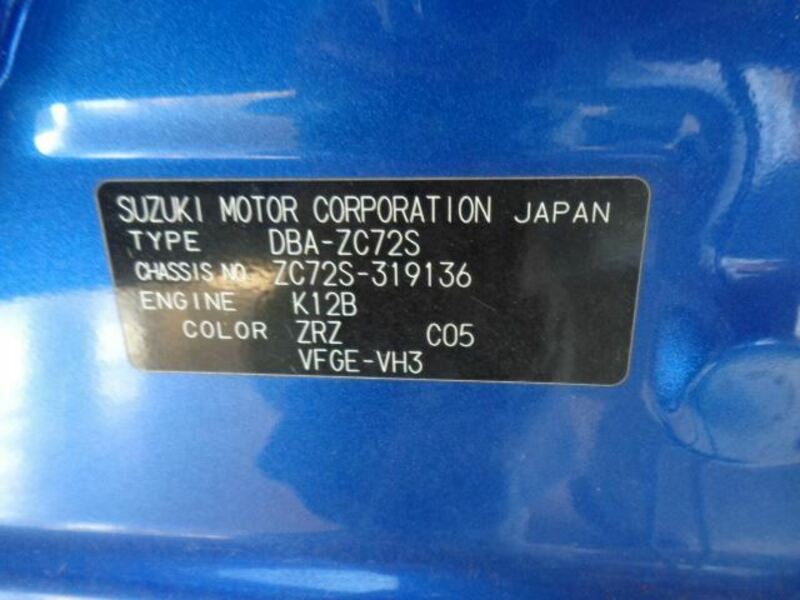 SUZUKI MOTOR CORPORATION JAPAN
TYPE DBA-ZC72S
CHASSIS NO. ZC72S-319136
ENGINE K12B
COLOR ZRZ C05
VFGE-VH3